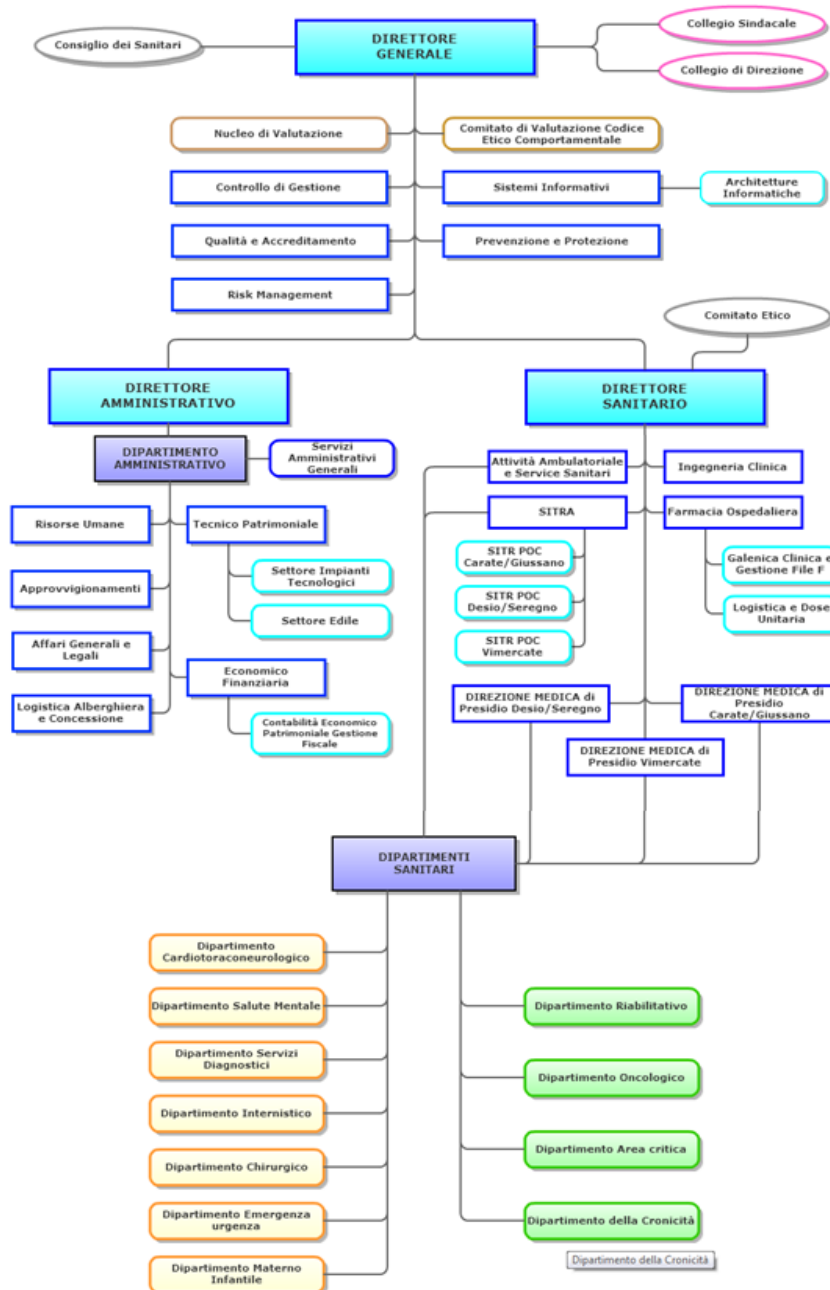 Consiglio dei Sanitari
DIRETTORE
GENERALE
Collegio Sindacale
Collegio di Direzione
Nucleo di Valutazione
Comitato di Valutazione Codice
Etico Comportamentale
Controllo di Gestione
Sistemi Informativi
Architetture
Informatiche
Qualità e Accreditamento
Prevenzione e Protezione
Risk Management
Comitato Etico
DIRETTORE
AMMINISTRATIVO
DIRETTORE
SANITARIO
DIPARTIMENTO
AMMINISTRATIVO
Servizi
Amministrativi
Generali
Attività Ambulatoriale
e Service Sanitari
Ingegneria Clinica
Risorse Umane
Tecnico Patrimoniale
SITRA
Farmacia Ospedaliera
Settore Impianti
Tecnologici
SITR POC
Carate/Giussano
Galenica Clinica e
Gestione File F
Approvvigionamenti
Settore Edile
SITR POC
Desio/Seregno
Logistica e Dose
Unitaria
Affari Generali e
Legali
SITR POC
Vimercate
Economico
Finanziaria
Logistica Alberghiera
e Concessione
Contabilità Economico
Patrimoniale Gestione
Fiscale
DIREZIONE MEDICA di
Presidio Desio/Seregno
DIREZIONE MEDICA di
Presidio
Carate/Giussano
DIREZIONE MEDICA di
Presidio Vimercate
DIPARTIMENTI
SANITARI
Dipartimento
Cardiotoraconeurologico
Dipartimento Salute Mentale
Dipartimento Servizi
Diagnostici
Dipartimento Internistico
Dipartimento Chirurgico
Dipartimento Emergenza
urgenza
Dipartimento Materno
Infantile
Dipartimento Riabilitativo
Dipartimento Oncologico
Dipartimento Area critica
Dipartimento della Cronicità
Dipartimento della Cronicità